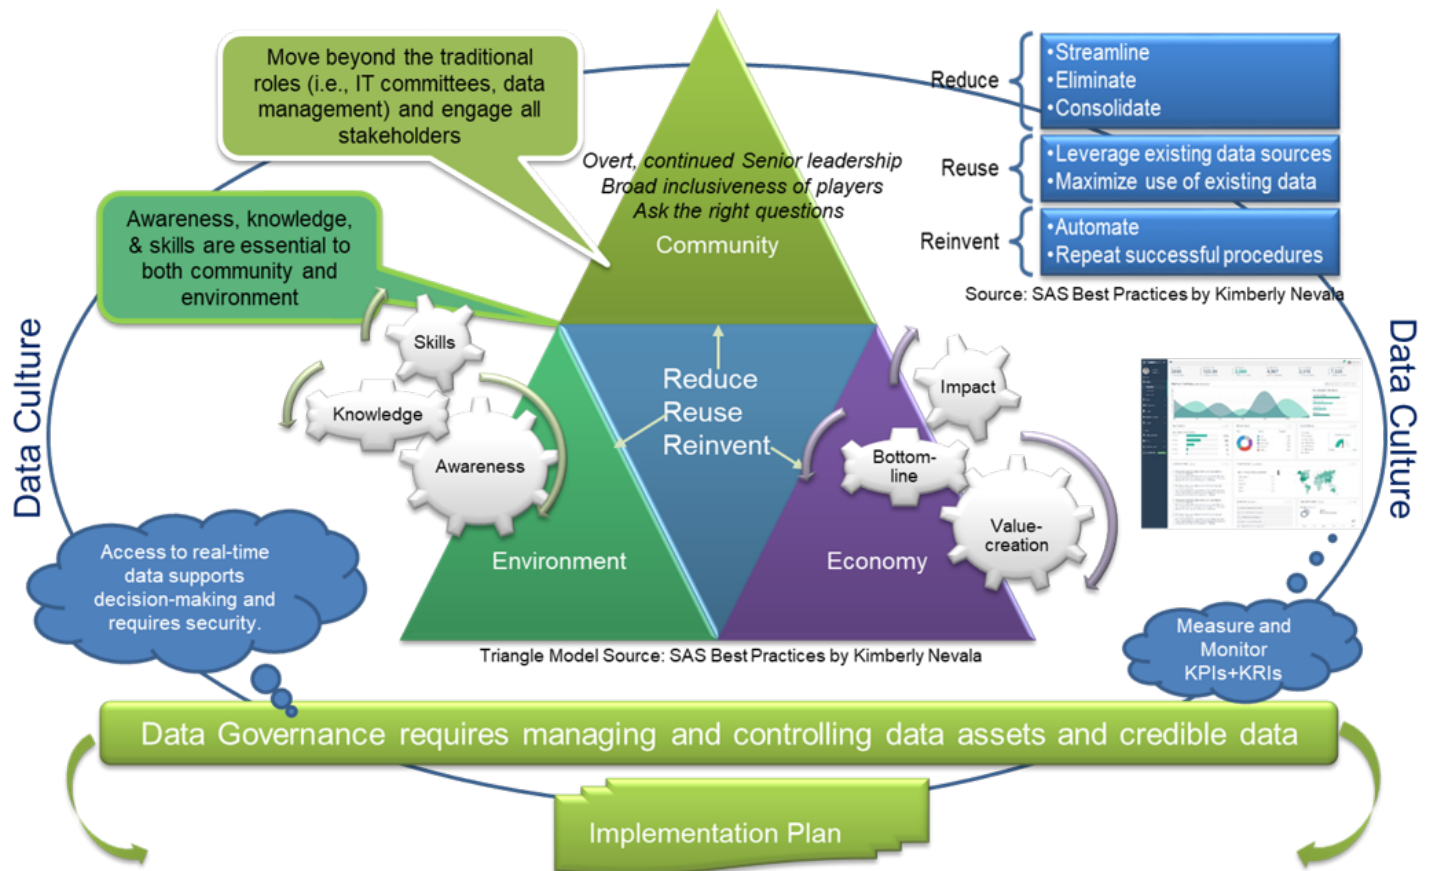 Move beyond the traditional
roles (i.e., IT committees, data
management) and engage all
stakeholders
Awareness, knowledge,
& skills are essential to
both community and
environment
Overt, continued Senior leadership
Broad inclusiveness of players
Ask the right questions
Community
Reduce
•Streamline
•Eliminate
•Consolidate
Reuse
•Leverage existing data sources
•Maximize use of existing data
Reinvent
•Automate
•Repeat successful procedures
Source: SAS Best Practices by Kimberly Nevala
Data Culture
Skills
Knowledge
Awareness
Environment
Reduce
Reuse
Reinvent
Impact
Bottom-
line
Value-
creation
Economy
Data Culture
Access to real-time
data supports
decision-making and
requires security.
Measure and
Monitor
KPIs+KRIs
Triangle Model Source: SAS Best Practices by Kimberly Nevala
Data Governance requires managing and controlling data assets and credible data
Implementation Plan